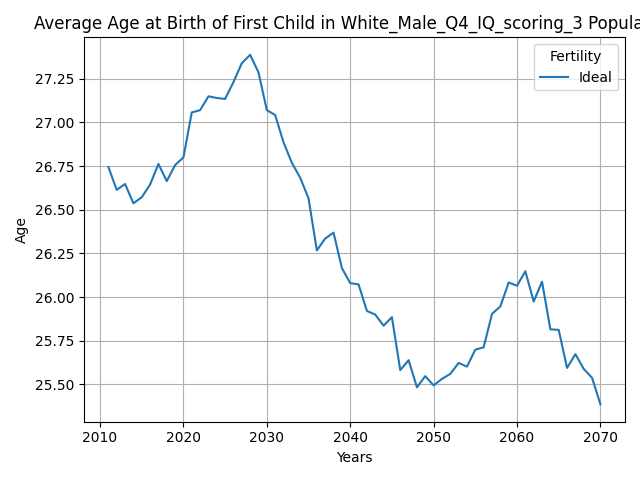 Average Age at Birth of First Child in White_Male_Q4_IQ_scoring_3 Popula
Fertility
Ideal
27.25
27.00
26.75
26.50
26.25
26.00
25.75
25.50
Age
2010 2020 2030 2040 2050 2060 2070
Years